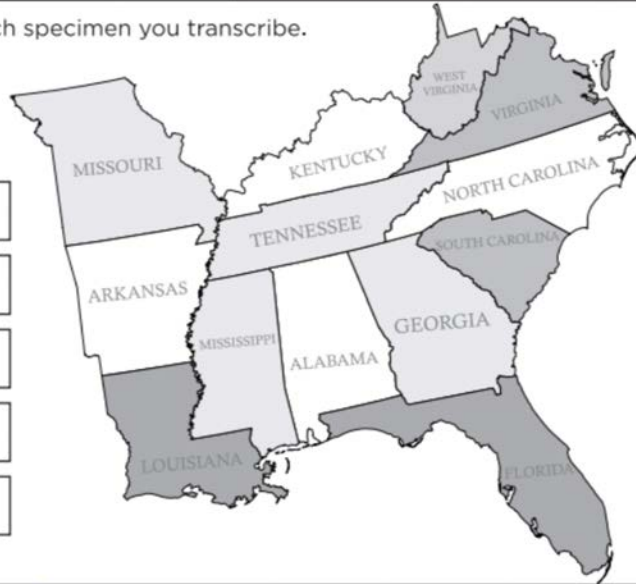 ch specimen you transcribe.
WEST
VIRGINIA
VIRGINIA
MISSOURI
KENTUCKY
NORTH CAROLINA
TENNESSEE
SOUTH CAROLINA
ARKANSAS
GEORGIA
MISSISSIPPI
ALABAMA
LOUISIANA
FLORIDA